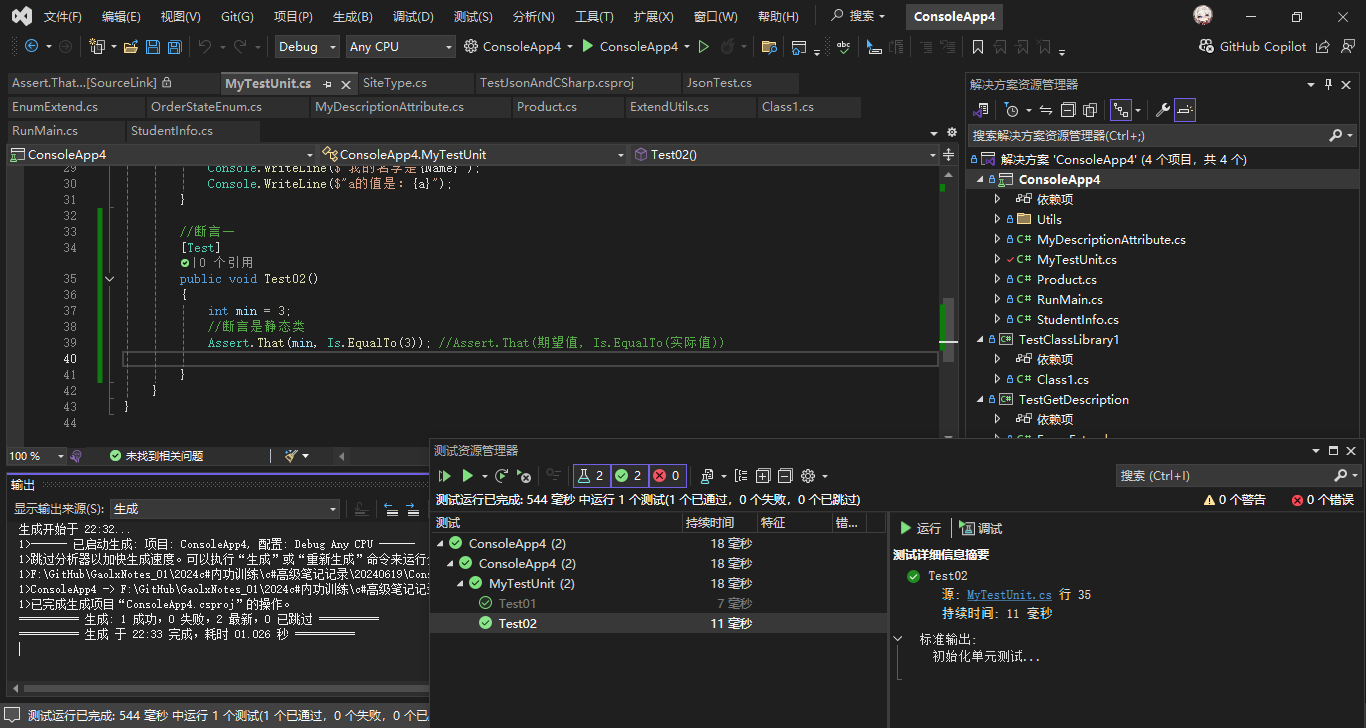 文件(F) 编辑(E) 视图(V) Git(G) 项目(P) 生成(B) 调试(D) 测试(S) 分析(N) 工具(T) 扩展(X) 窗口(W) 帮助(H) 搜索 ConsoleApp4
Debug Any CPU ConsoleApp4 ConsoleApp4 abc GitHub Copilot
Assert.That...[SourceLink] MyTestUnit.cs SiteType.cs TestJsonAndCSharp.csproj JsonTest.cs
EnumExtend.cs OrderStateEnum.cs MyDescriptionAttribute.cs Product.cs ExtendUtils.cs Class1.cs
RunMain.cs StudentInfo.cs
ConsoleApp4 ConsoleApp4.MyTestUnit Test02()
29 Console.WriteLine($"我的名字是{Name}");
30 Console.WriteLine($"a的值是: {a}");
31 }
32
33 //断言一
34 [Test]
0 个引用
35 public void Test02()
36 {
37 int min = 3;
38 //断言是静态类
39 Assert.That(min, Is.EqualTo(3)); //Assert.That(期望值, Is.EqualTo(实际值))
40
41 }
42 }
43 }
44
100 % 未找到相关问题
输出
显示输出来源(S): 生成
生成开始于 22:32...
1>------ 已启动生成: 项目: ConsoleApp4, 配置: Debug Any CPU ------
1>跳过分析器以加快生成速度。可以执行“生成”或“重新生成”命令来运行
1>F:\GitHub\GaolxNotes_01\2024c#内功训练\c#高级笔记记录\20240619\Con
1>ConsoleApp4 -> F:\GitHub\GaolxNotes_01\2024c#内功训练\c#高级笔记记
1>已完成生成项目“ConsoleApp4.csproj”的操作。
========== 生成: 1 成功，0 失败，2 最新，0 已跳过 ==========
========== 生成 于 22:33 完成，耗时 01.026 秒 ==========
测试运行已完成: 544 毫秒 中运行 1 个测试(1 个已通过，0 个失败，0 个已
解决方案资源管理器
搜索解决方案资源管理器(Ctrl+;)
解决方案 'ConsoleApp4' (4 个项目，共 4 个)
ConsoleApp4
依赖项
Utils
C# MyDescriptionAttribute.cs
C# MyTestUnit.cs
C# Product.cs
C# RunMain.cs
C# StudentInfo.cs
C# TestClassLibrary1
依赖项
C# Class1.cs
C# TestGetDescription
依赖项
测试资源管理器
2 2 0 搜索 (Ctrl+I)
测试运行已完成: 544 毫秒 中运行 1 个测试(1 个已通过，0 个失败，0 个已跳过) 0 个警告 0 个错误
测试 持续时间 特征 错...
ConsoleApp4 (2) 18 毫秒
ConsoleApp4 (2) 18 毫秒
MyTestUnit (2) 18 毫秒
Test01 7 毫秒
Test02 11 毫秒
运行 调试
测试详细信息摘要
Test02
源: MyTestUnit.cs 行 35
持续时间: 11 毫秒
标准输出:
初始化单元测试...